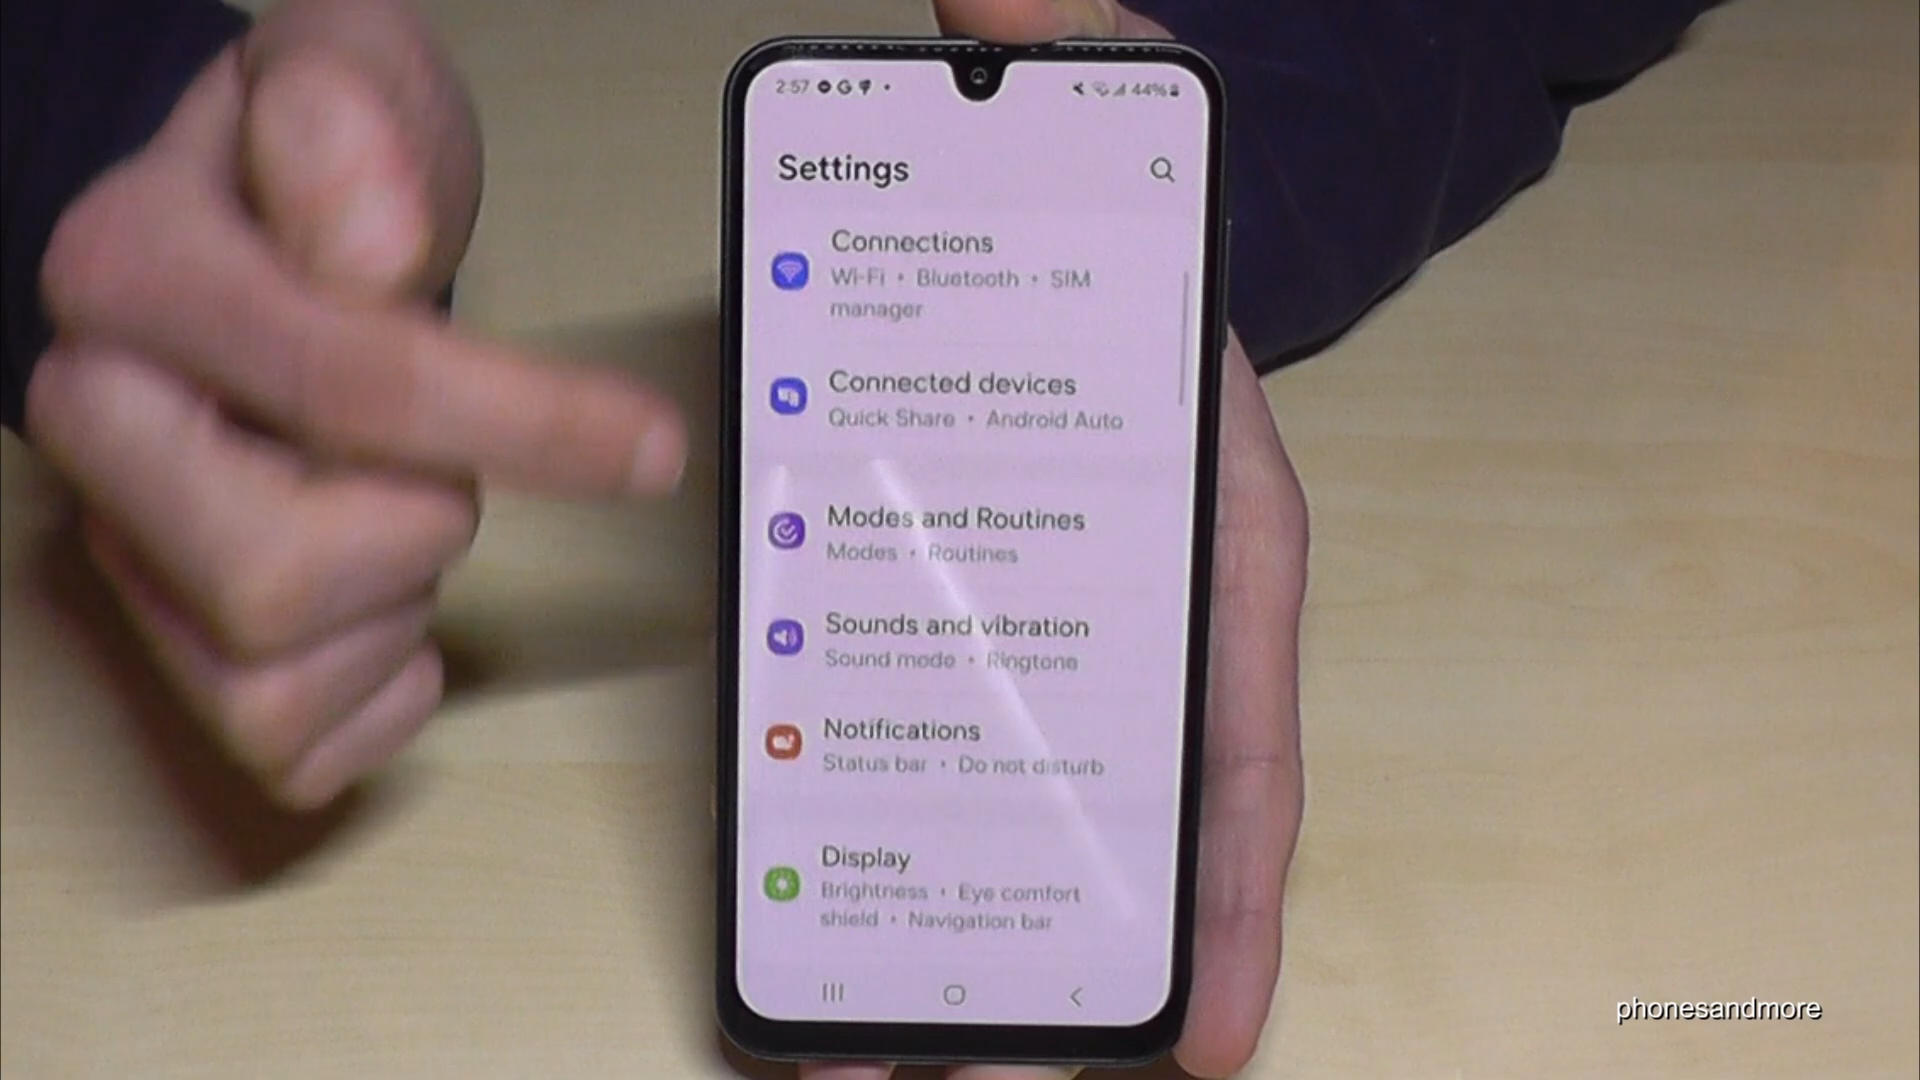 2:57
44%
Settings
Connections
Wi-Fi • Bluetooth • SIM
manager
Connected devices
Quick Share • Android Auto
Modes and Routines
Modes • Routines
Sounds and vibration
Sound mode • Ringtone
Notifications
Status bar • Do not disturb
Display
Brightness • Eye comfort
shield • Navigation bar
phonesandmore